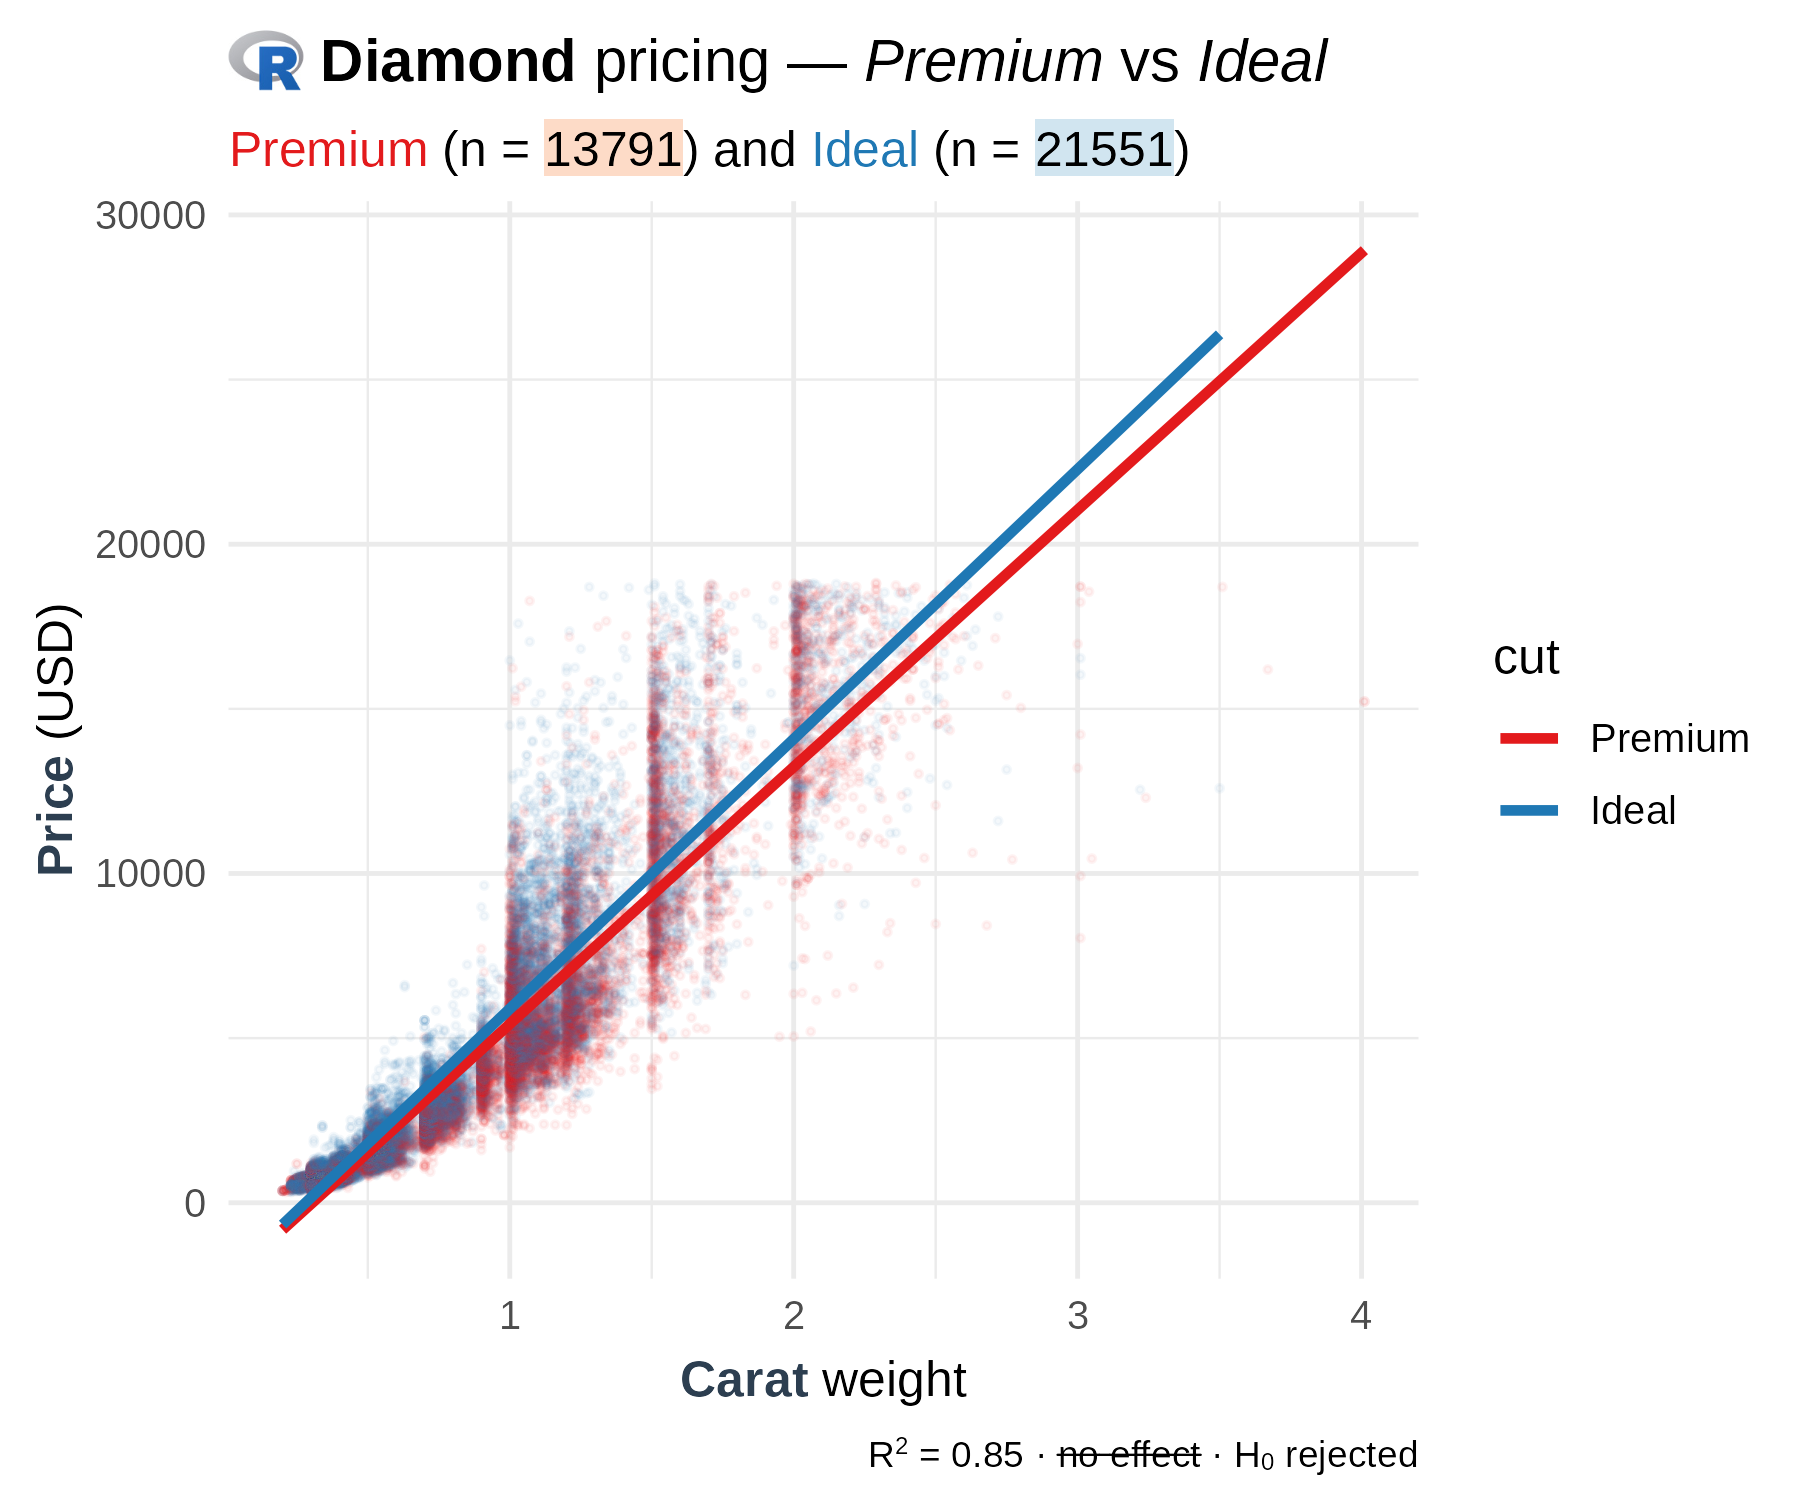 R Diamond pricing — Premium vs Ideal
Premium (n = 13791) and Ideal (n = 21551)
30000
20000
10000
0
Price (USD)
1 2 3 4
Carat weight
cut
Premium
Ideal
R² = 0.85 · no effect · H₀ rejected